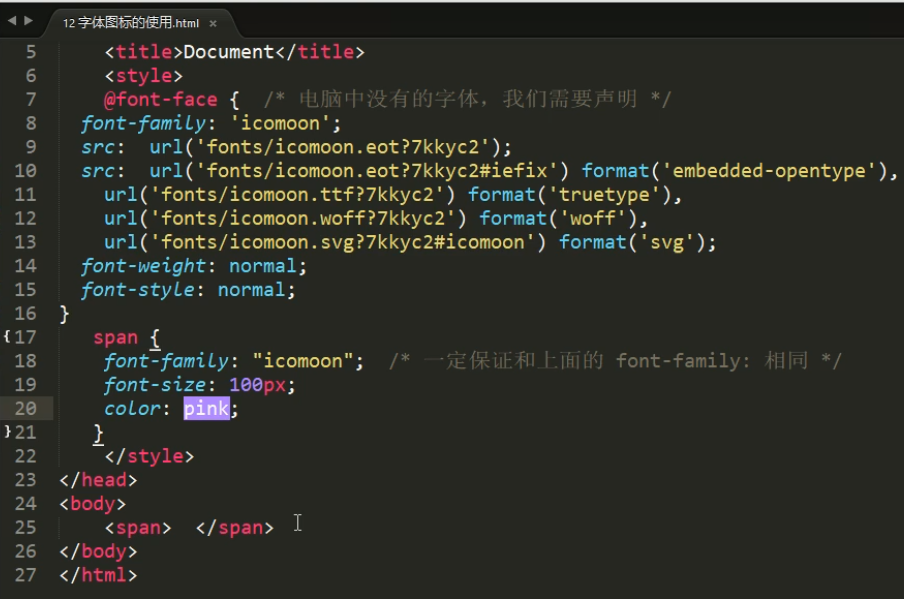 12 字体图标的使用.html ×
5 <title>Document</title>
6 <style>
7 @font-face { /* 电脑中没有的字体，我们需要声明 */
8 font-family: 'icomoon';
9 src: url('fonts/icomoon.eot?7kkyc2');
10 src: url('fonts/icomoon.eot?7kkyc2#iefix') format('embedded-opentype'),
11 url('fonts/icomoon.ttf?7kkyc2') format('truetype'),
12 url('fonts/icomoon.woff?7kkyc2') format('woff'),
13 url('fonts/icomoon.svg?7kkyc2#icomoon') format('svg');
14 font-weight: normal;
15 font-style: normal;
16 }
{17 span {
18 font-family: "icomoon"; /* 一定保证和上面的 font-family: 相同 */
19 font-size: 100px;
20 color: pink;
}21 }
22 </style>
23 </head>
24 <body>
25 <span> </span>
26 </body>
27 </html>